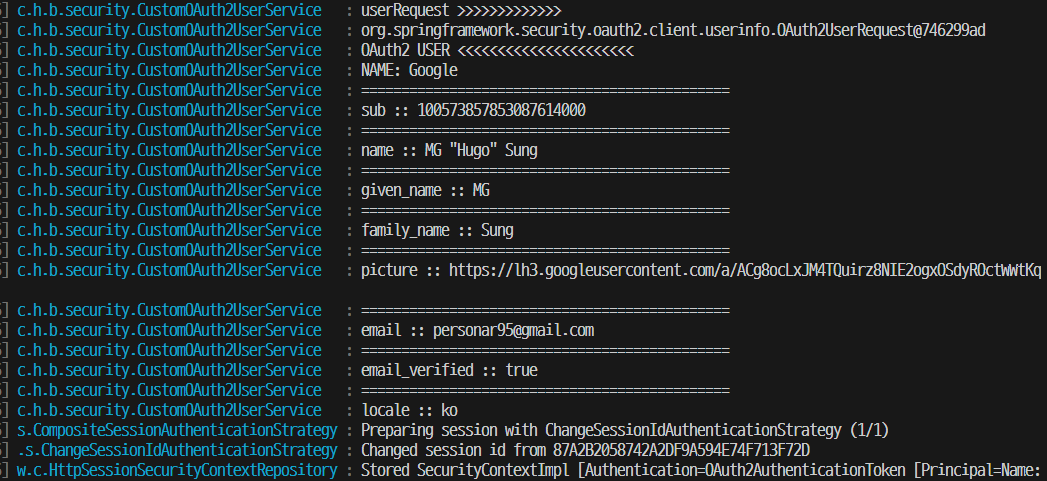 ] c.h.b.security.CustomOAuth2UserService : userRequest >>>>>>>>>>>>>
] c.h.b.security.CustomOAuth2UserService : org.springframework.security.oauth2.client.userinfo.OAuth2UserRequest@746299ad
] c.h.b.security.CustomOAuth2UserService : OAuth2 USER <<<<<<<<<<<<<<<<<<<<<<
] c.h.b.security.CustomOAuth2UserService : NAME: Google
] c.h.b.security.CustomOAuth2UserService : ==============================================
] c.h.b.security.CustomOAuth2UserService : sub :: 100573857853087614000
] c.h.b.security.CustomOAuth2UserService : ==============================================
] c.h.b.security.CustomOAuth2UserService : name :: MG "Hugo" Sung
] c.h.b.security.CustomOAuth2UserService : ==============================================
] c.h.b.security.CustomOAuth2UserService : given_name :: MG
] c.h.b.security.CustomOAuth2UserService : ==============================================
] c.h.b.security.CustomOAuth2UserService : family_name :: Sung
] c.h.b.security.CustomOAuth2UserService : ==============================================
] c.h.b.security.CustomOAuth2UserService : picture :: https://lh3.googleusercontent.com/a/ACg8ocLxJM4TQuirz8NIE2ogxOSdyROctWWtKq
] c.h.b.security.CustomOAuth2UserService : ==============================================
] c.h.b.security.CustomOAuth2UserService : email :: personar95@gmail.com
] c.h.b.security.CustomOAuth2UserService : ==============================================
] c.h.b.security.CustomOAuth2UserService : email_verified :: true
] c.h.b.security.CustomOAuth2UserService : ==============================================
] c.h.b.security.CustomOAuth2UserService : locale :: ko
] s.CompositeSessionAuthenticationStrategy : Preparing session with ChangeSessionIdAuthenticationStrategy (1/1)
] .s.ChangeSessionIdAuthenticationStrategy : Changed session id from 87A2B2058742A2DF9A594E74F713F72D
] w.c.HttpSessionSecurityContextRepository : Stored SecurityContextImpl [Authentication=OAuth2AuthenticationToken [Principal=Name: